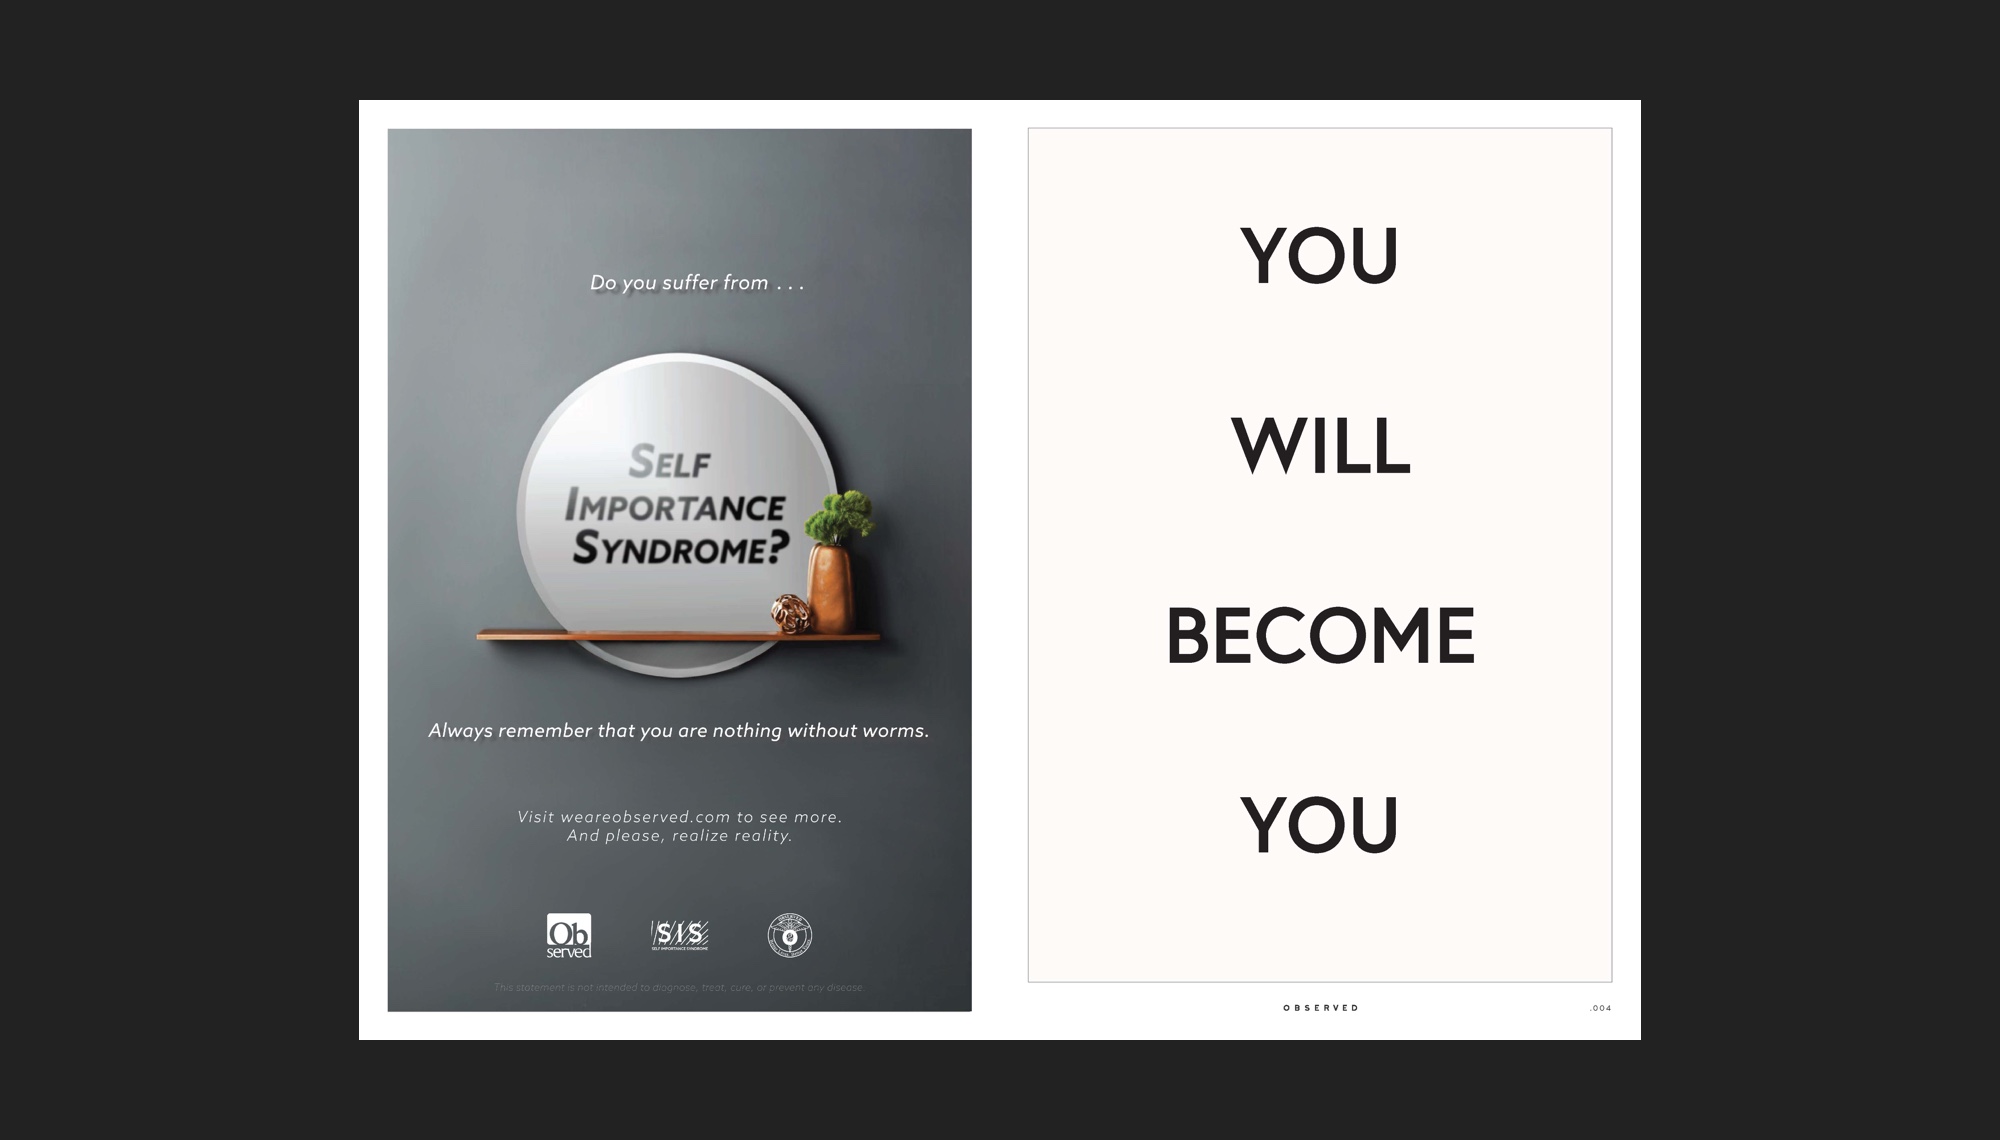 Do you suffer from . . .
SELF
IMPORTANCE
SYNDROME?
Always remember that you are nothing without worms.
Visit weareobserved.com to see more.
And please, realize reality.
Ob
served
SIS
SELF IMPORTANCE SYNDROME
OBSERVED
This statement is not intended to diagnose, treat, cure, or prevent any disease.
YOU
WILL
BECOME
YOU
OBSERVED
.004